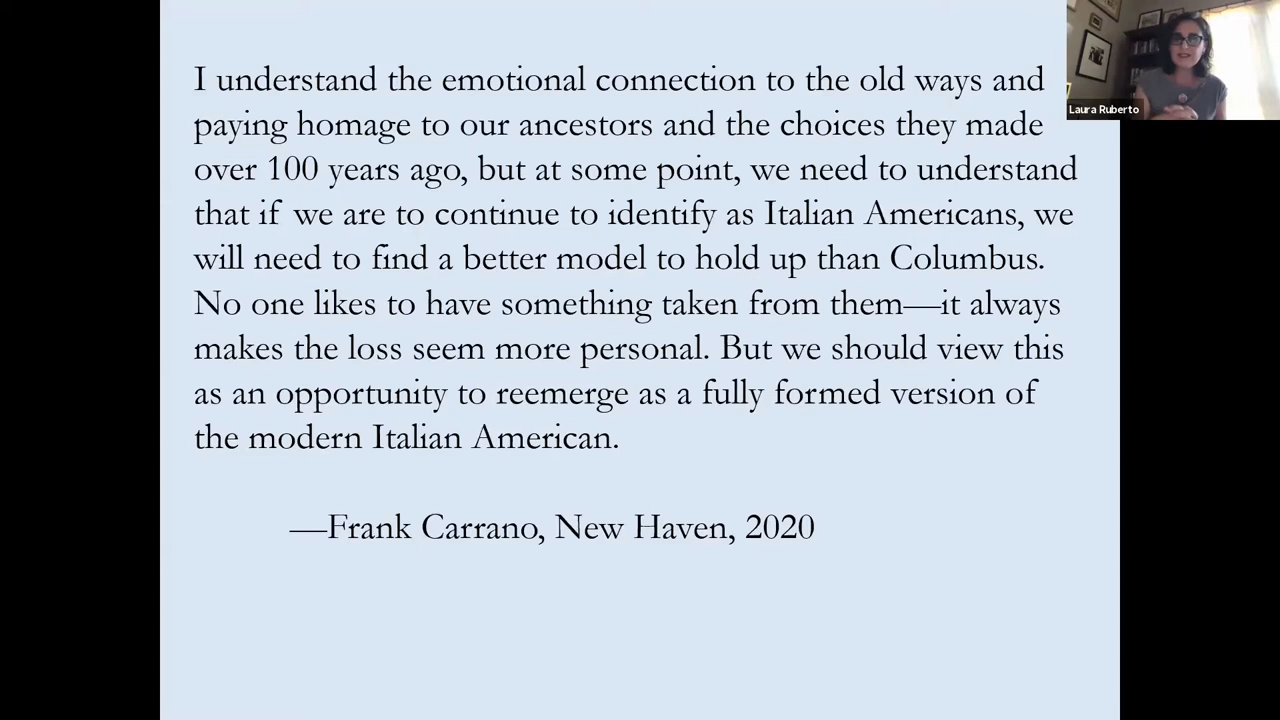 I understand the emotional connection to the old ways and
paying homage to our ancestors and the choices they made
over 100 years ago, but at some point, we need to understand
that if we are to continue to identify as Italian Americans, we
will need to find a better model to hold up than Columbus.
No one likes to have something taken from them—it always
makes the loss seem more personal. But we should view this
as an opportunity to reemerge as a fully formed version of
the modern Italian American.
—Frank Carrano, New Haven, 2020
Laura Ruberto